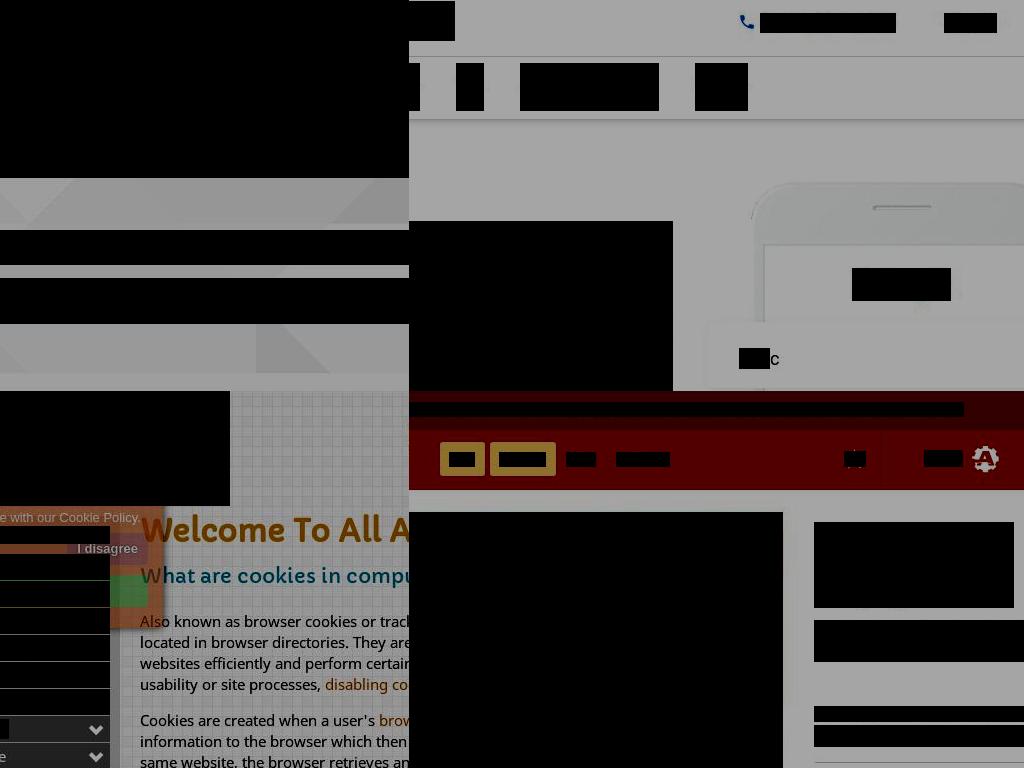 c
e with our Cookie Policy.
Welcome To All A
I disagree
What are cookies in compu
Also known as browser cookies or track
located in browser directories. They are
websites efficiently and perform certain
usability or site processes, disabling co
Cookies are created when a user's brow
information to the browser which then
same website, the browser retrieves an
e